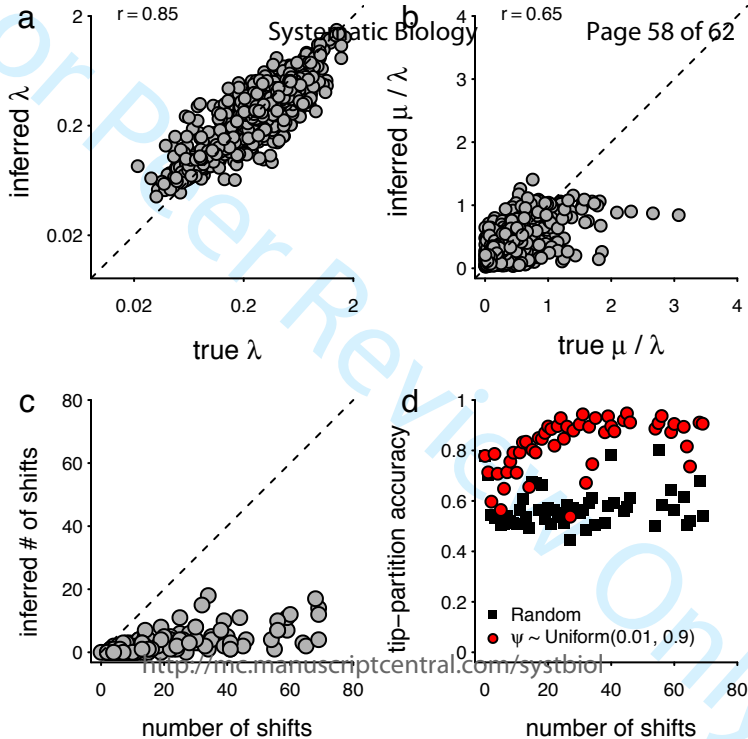 Systematic Biology
Page 58 of 62
a
r = 0.85
2
0.2
0.02
inferred λ
0.02
0.2
2
true λ
b
r = 0.65
4
3
2
1
0
inferred μ / λ
0
1
2
3
4
true μ / λ
c
80
60
40
20
0
inferred # of shifts
0
20
40
60
80
number of shifts
d
1
0.8
0.6
0.4
0.2
0
tip−partition accuracy
Random
ψ ~ Uniform(0.01, 0.9)
0
20
40
60
80
number of shifts
http://mc.manuscriptcentral.com/systbiol
For Peer Review Only